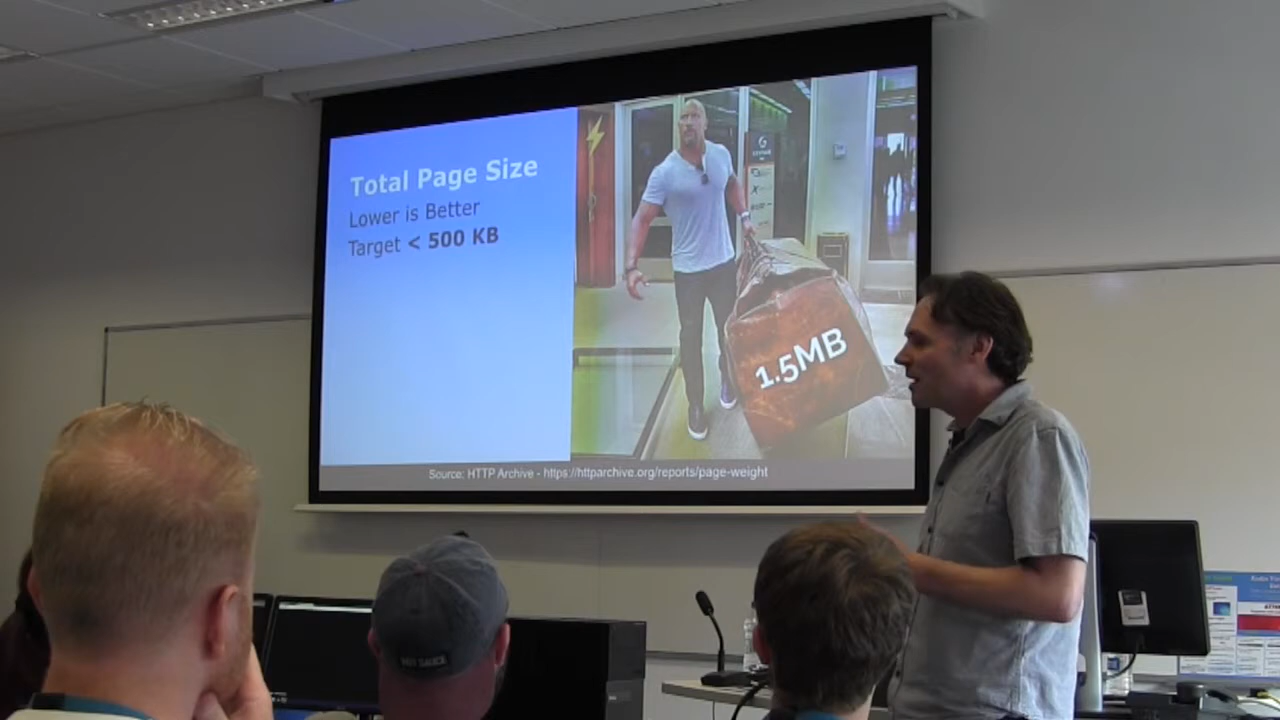 Total Page Size
Lower is Better
Target < 500 KB
1.5MB
Source: HTTP Archive - https://httparchive.org/reports/page-weight